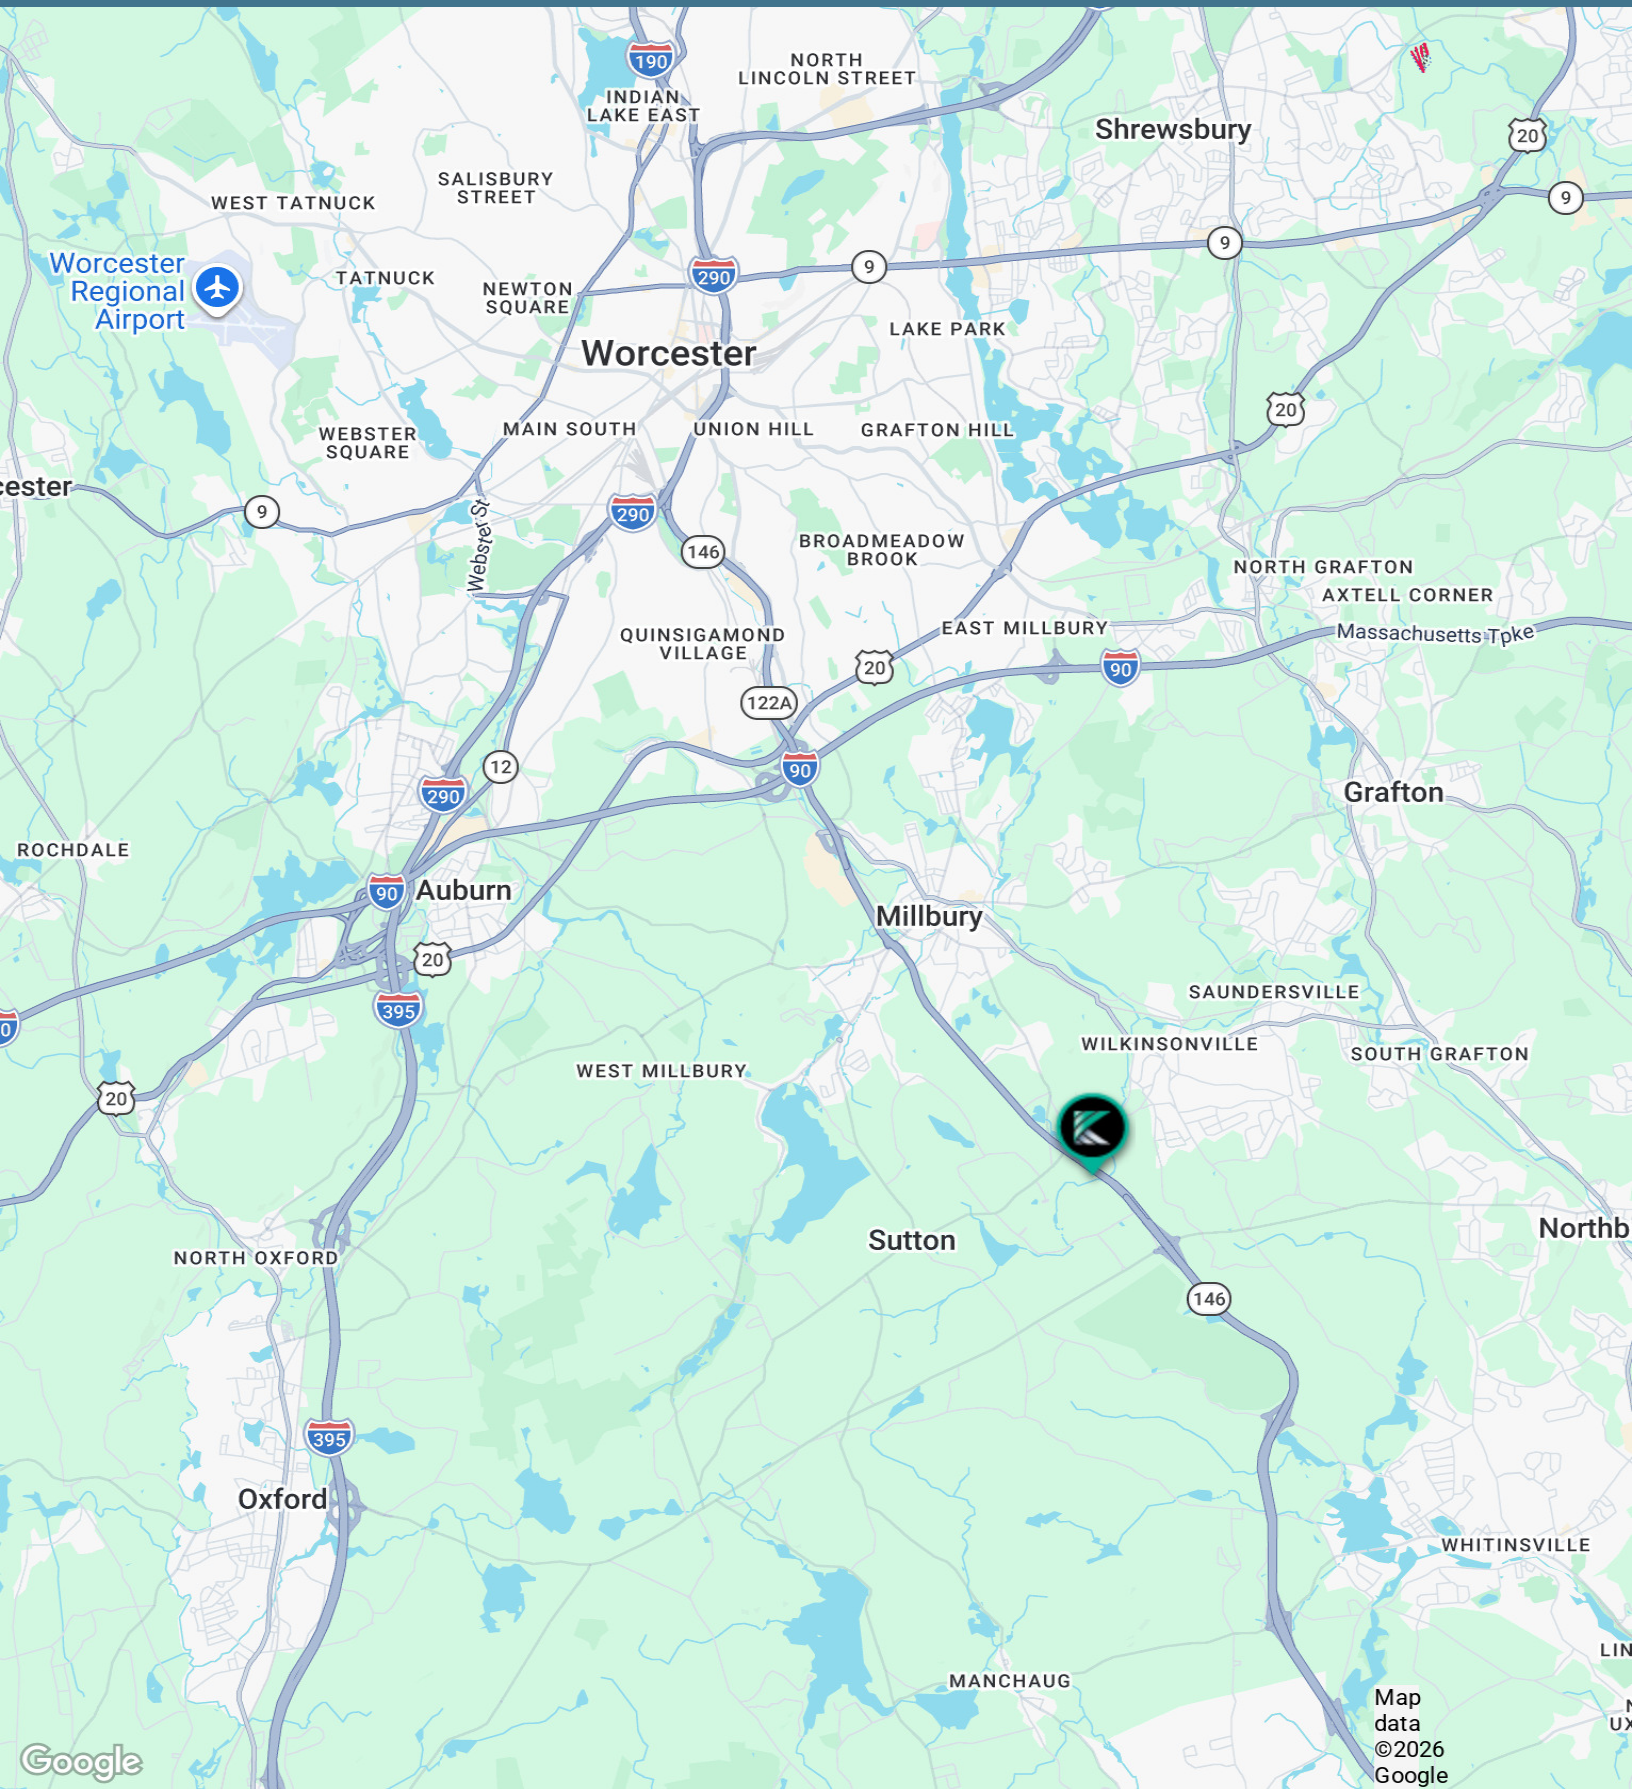 190
NORTH
LINCOLN STREET
INDIAN
LAKE EAST
Shrewsbury
20
SALISBURY
STREET
WEST TATNUCK
9
9
Worcester
Regional
Airport
TATNUCK
NEWTON
SQUARE
290
9
LAKE PARK
Worcester
20
WEBSTER
SQUARE
MAIN SOUTH
UNION HILL
GRAFTON HILL
cester
9
Webster St
290
146
BROADMEADOW
BROOK
NORTH GRAFTON
AXTELL CORNER
QUINSIGAMOND
VILLAGE
EAST MILLBURY
Massachusetts Tpke
20
90
122A
12
90
290
Grafton
ROCHDALE
90
Auburn
Millbury
20
395
0
SAUNDERSVILLE
WILKINSONVILLE
SOUTH GRAFTON
WEST MILLBURY
20
K
Sutton
Northb
NORTH OXFORD
146
395
Oxford
WHITINSVILLE
LIN
MANCHAUG
N
UX
Map
data
©2026
Google
Google